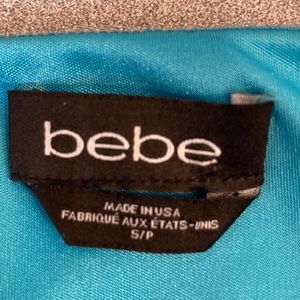 bebe
MADE IN USA
FABRIQUÉ AUX ÉTATS-UNIS
S/P